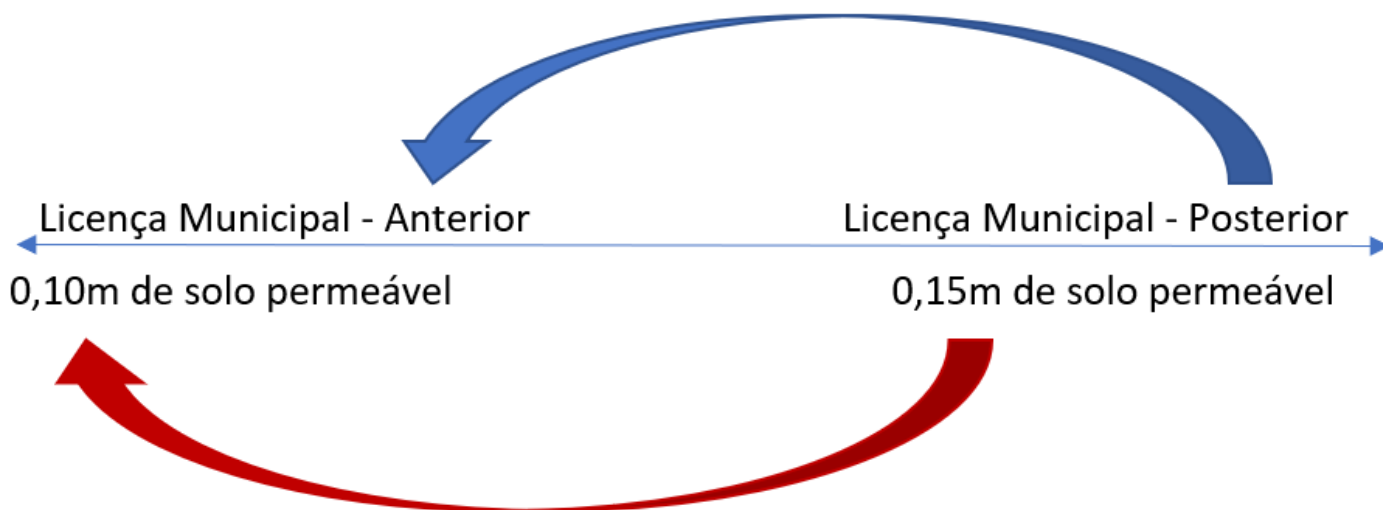 Licença Municipal - Anterior
Licença Municipal - Posterior
0,10m de solo permeável
0,15m de solo permeável